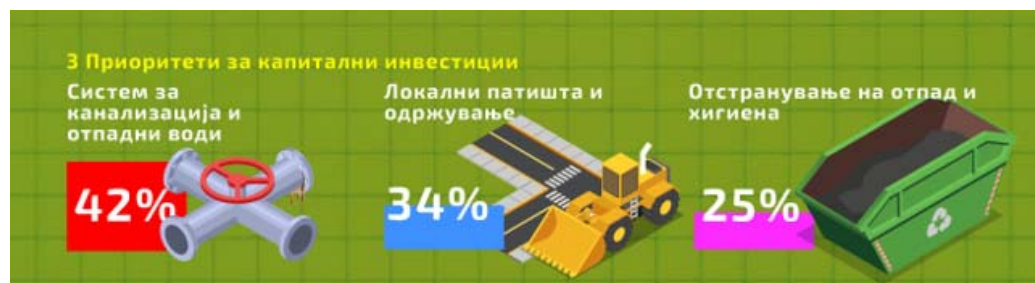 3 Приоритети за капитални инвестиции
Систем за
канализација и
отпадни води
42%
Локални патишта и
одржување
34%
Отстранување на отпад и
хигиена
25%